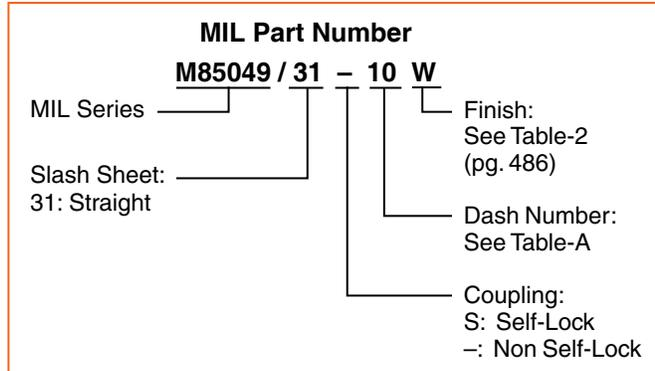 MIL Part Number
M85049 / 31 – 10 W
MIL Series
Slash Sheet:
31: Straight
Finish:
See Table-2
(pg. 486)
Dash Number:
See Table-A
Coupling:
S: Self-Lock
–: Non Self-Lock